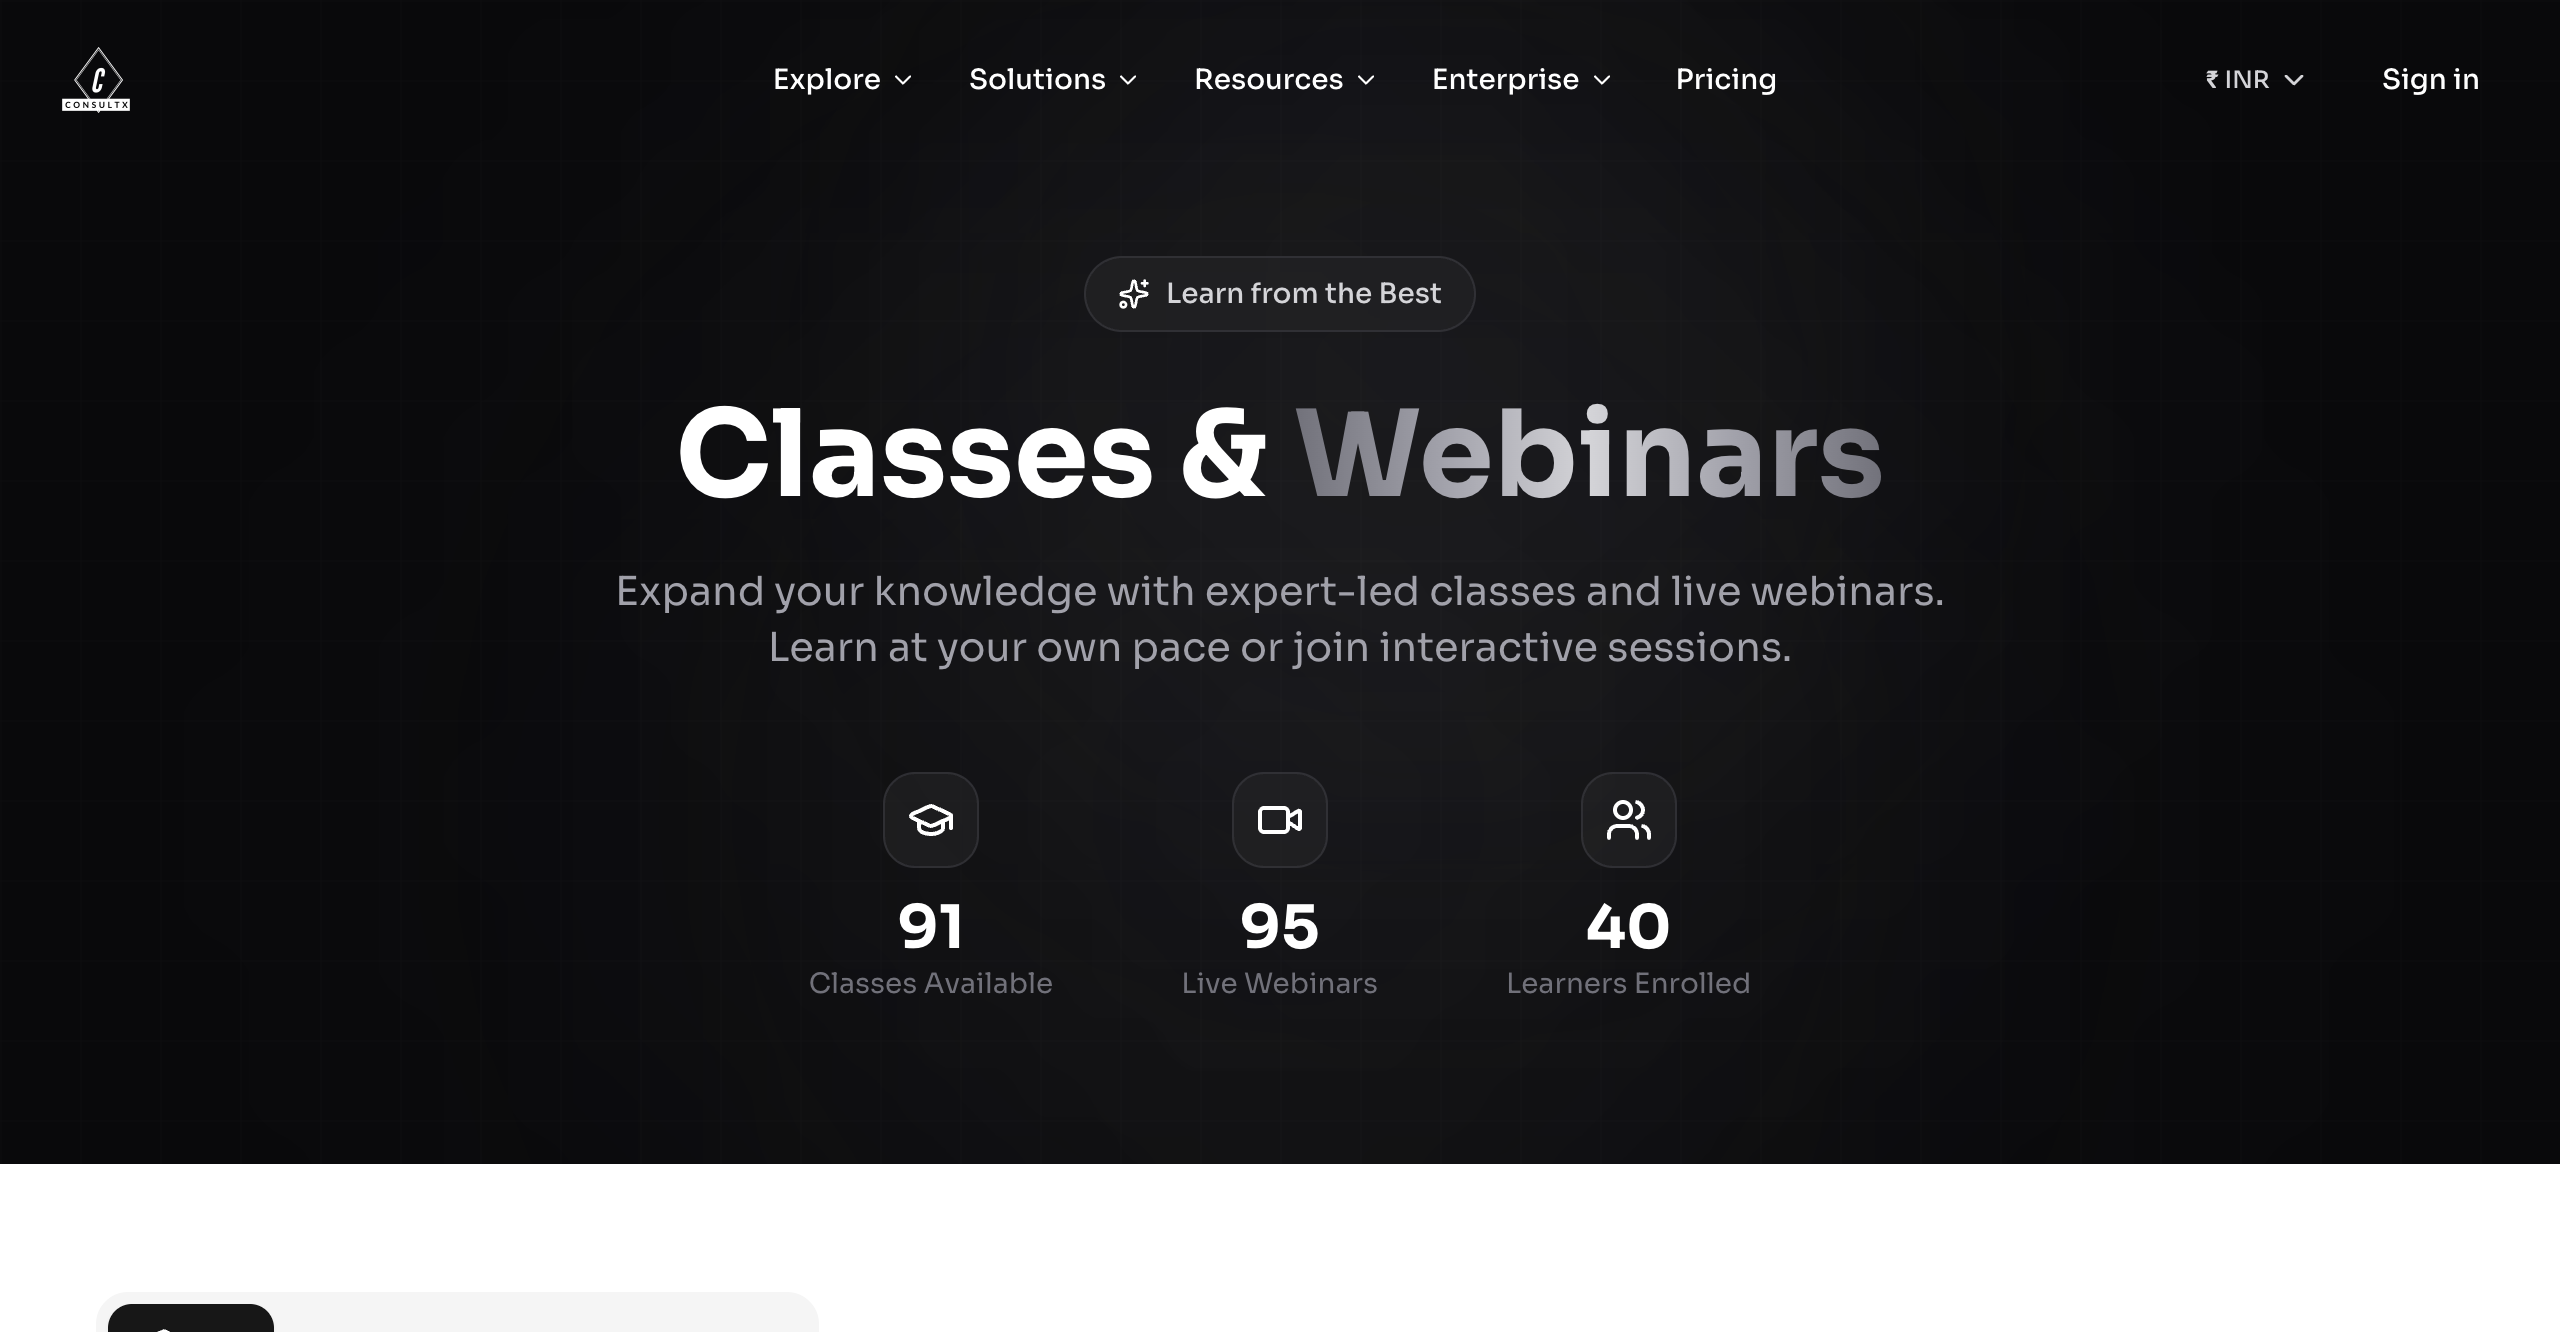 C
CONSULTX
Explore
Solutions
Resources
Enterprise
Pricing
₹ INR
Sign in
Learn from the Best
Classes & Webinars
Expand your knowledge with expert-led classes and live webinars.
Learn at your own pace or join interactive sessions.
91
Classes Available
95
Live Webinars
40
Learners Enrolled